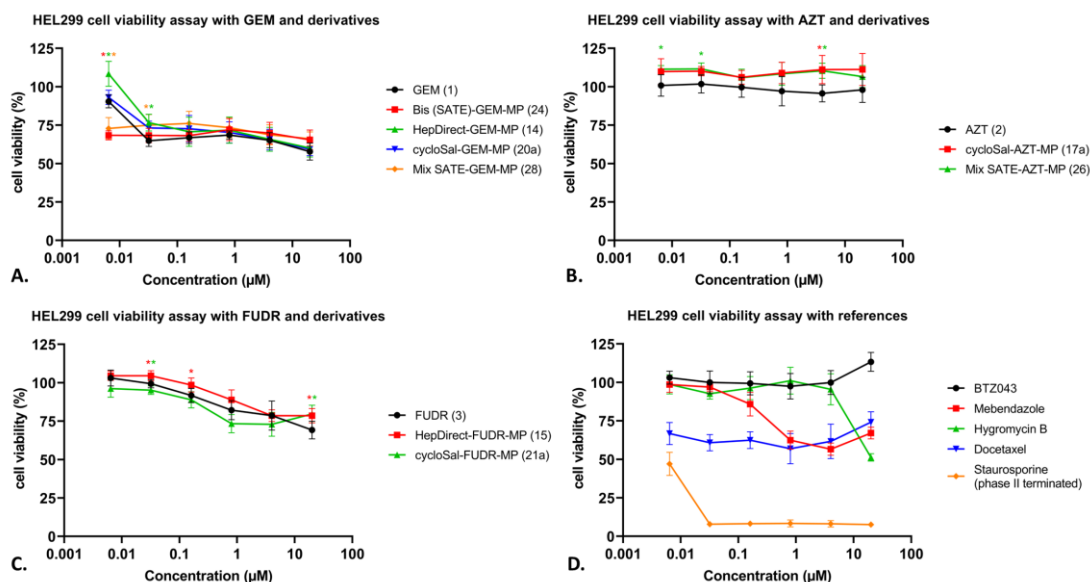 HEL299 cell viability assay with GEM and derivatives
cell viability (%)
125
100
75
50
25
0
0.001
0.01
0.1
1
10
100
Concentration (µM)
* * *
* *
GEM (1)
Bis (SATE)-GEM-MP (24)
HepDirect-GEM-MP (14)
cycloSal-GEM-MP (20a)
Mix SATE-GEM-MP (28)
A.
HEL299 cell viability assay with AZT and derivatives
cell viability (%)
125
100
75
50
25
0
0.001
0.01
0.1
1
10
100
Concentration (µM)
*
*
* *
AZT (2)
cycloSal-AZT-MP (17a)
Mix SATE-AZT-MP (26)
B.
HEL299 cell viability assay with FUDR and derivatives
cell viability (%)
125
100
75
50
25
0
0.001
0.01
0.1
1
10
100
Concentration (µM)
* *
*
* *
FUDR (3)
HepDirect-FUDR-MP (15)
cycloSal-FUDR-MP (21a)
C.
HEL299 cell viability assay with references
cell viability (%)
125
100
75
50
25
0
0.001
0.01
0.1
1
10
100
Concentration (µM)
BTZ043
Mebendazole
Hygromycin B
Docetaxel
Staurosporine
(phase II terminated)
D.